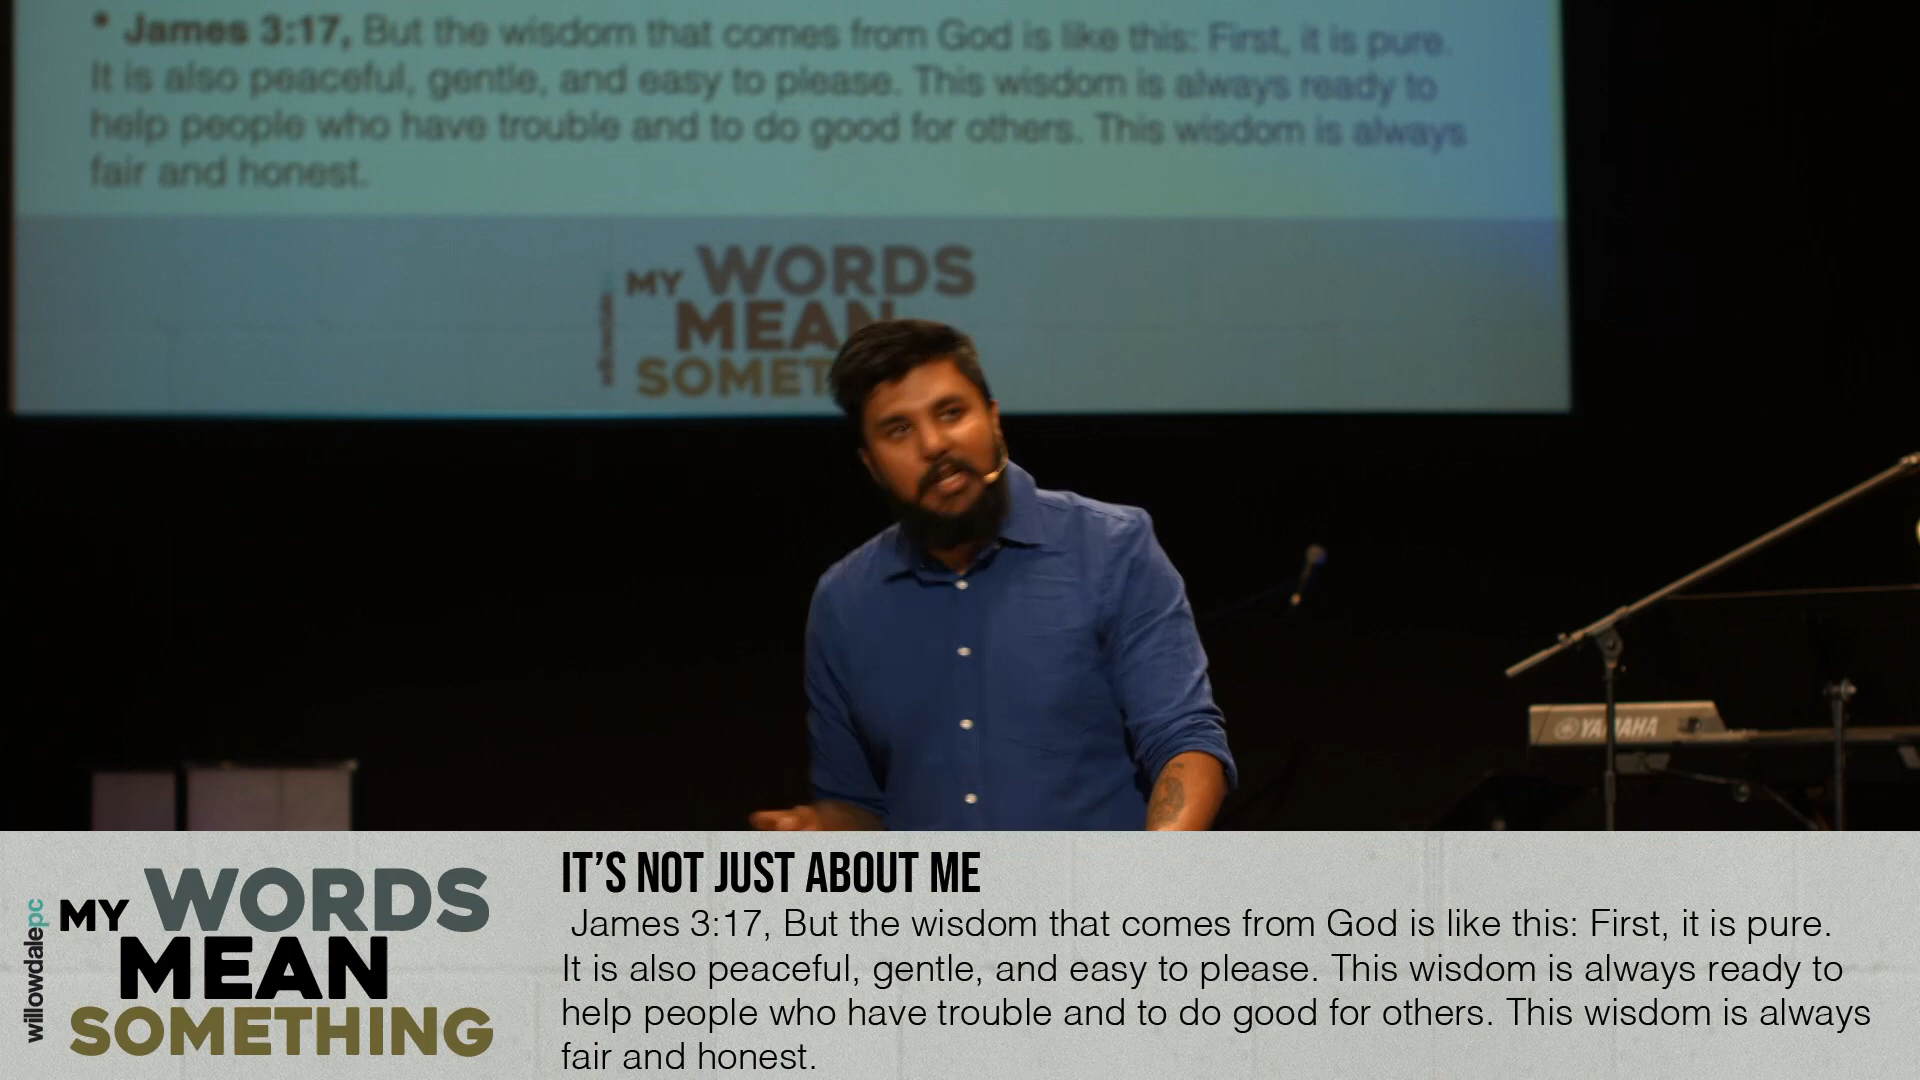 * James 3:17, But the wisdom that comes from God is like this: First, it is pure.
It is also peaceful, gentle, and easy to please. This wisdom is always ready to
help people who have trouble and to do good for others. This wisdom is always
fair and honest.
willowdalepc
MY WORDS
MEAN
SOMET
YAMAHA
willowdalepc
MY WORDS
MEAN
SOMETHING
IT'S NOT JUST ABOUT ME
James 3:17, But the wisdom that comes from God is like this: First, it is pure.
It is also peaceful, gentle, and easy to please. This wisdom is always ready to
help people who have trouble and to do good for others. This wisdom is always
fair and honest.